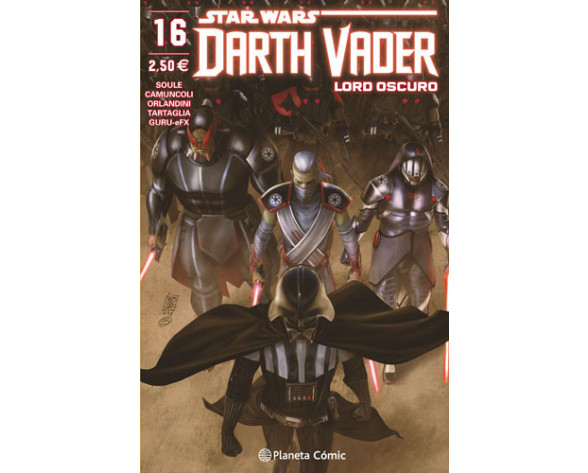 16
2,50 €
SOULE
CAMUNCOLI
ORLANDINI
TARTAGLIA
GURU-eFX
STAR WARS
DARTH VADER
LORD OSCURO
Planeta Cómic